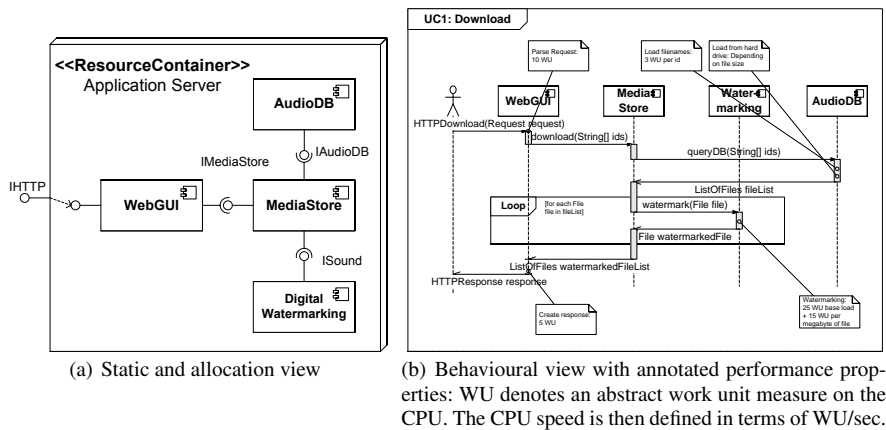 <<ResourceContainer>>
Application Server
AudioDB
IMediaStore
IAudioDB
IHTTP
WebGUI
MediaStore
ISound
Digital
Watermarking
(a) Static and allocation view
UC1: Download
Parse Request:
10 WU
Load filenames:
3 WU per id
Load from hard
drive: Depending
on file size
WebGUI
Media
Store
Water-
marking
AudioDB
HTTPDownload(Request request)
download(String[] ids)
queryDB(String[] ids)
ListOfFiles fileList
Loop
[for each File
file in fileList]
watermark(File file)
File watermarkedFile
ListOfFiles watermarkedFileList
HTTPResponse response
Create response:
5 WU
Watermarking:
25 WU base load
+ 15 WU per
megabyte of file
(b) Behavioural view with annotated performance prop-
erties: WU denotes an abstract work unit measure on the
CPU. The CPU speed is then defined in terms of WU/sec.